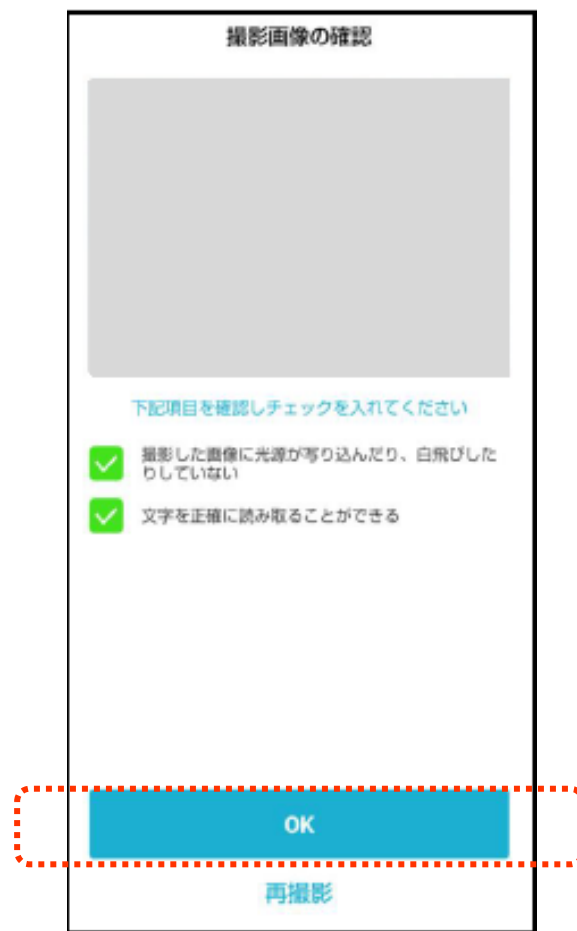 撮影画像の確認
下記項目を確認しチェックを入れてください
撮影した画像に光源が写り込んだり、白飛びした
りしていない
文字を正確に読み取ることができる
OK
再撮影